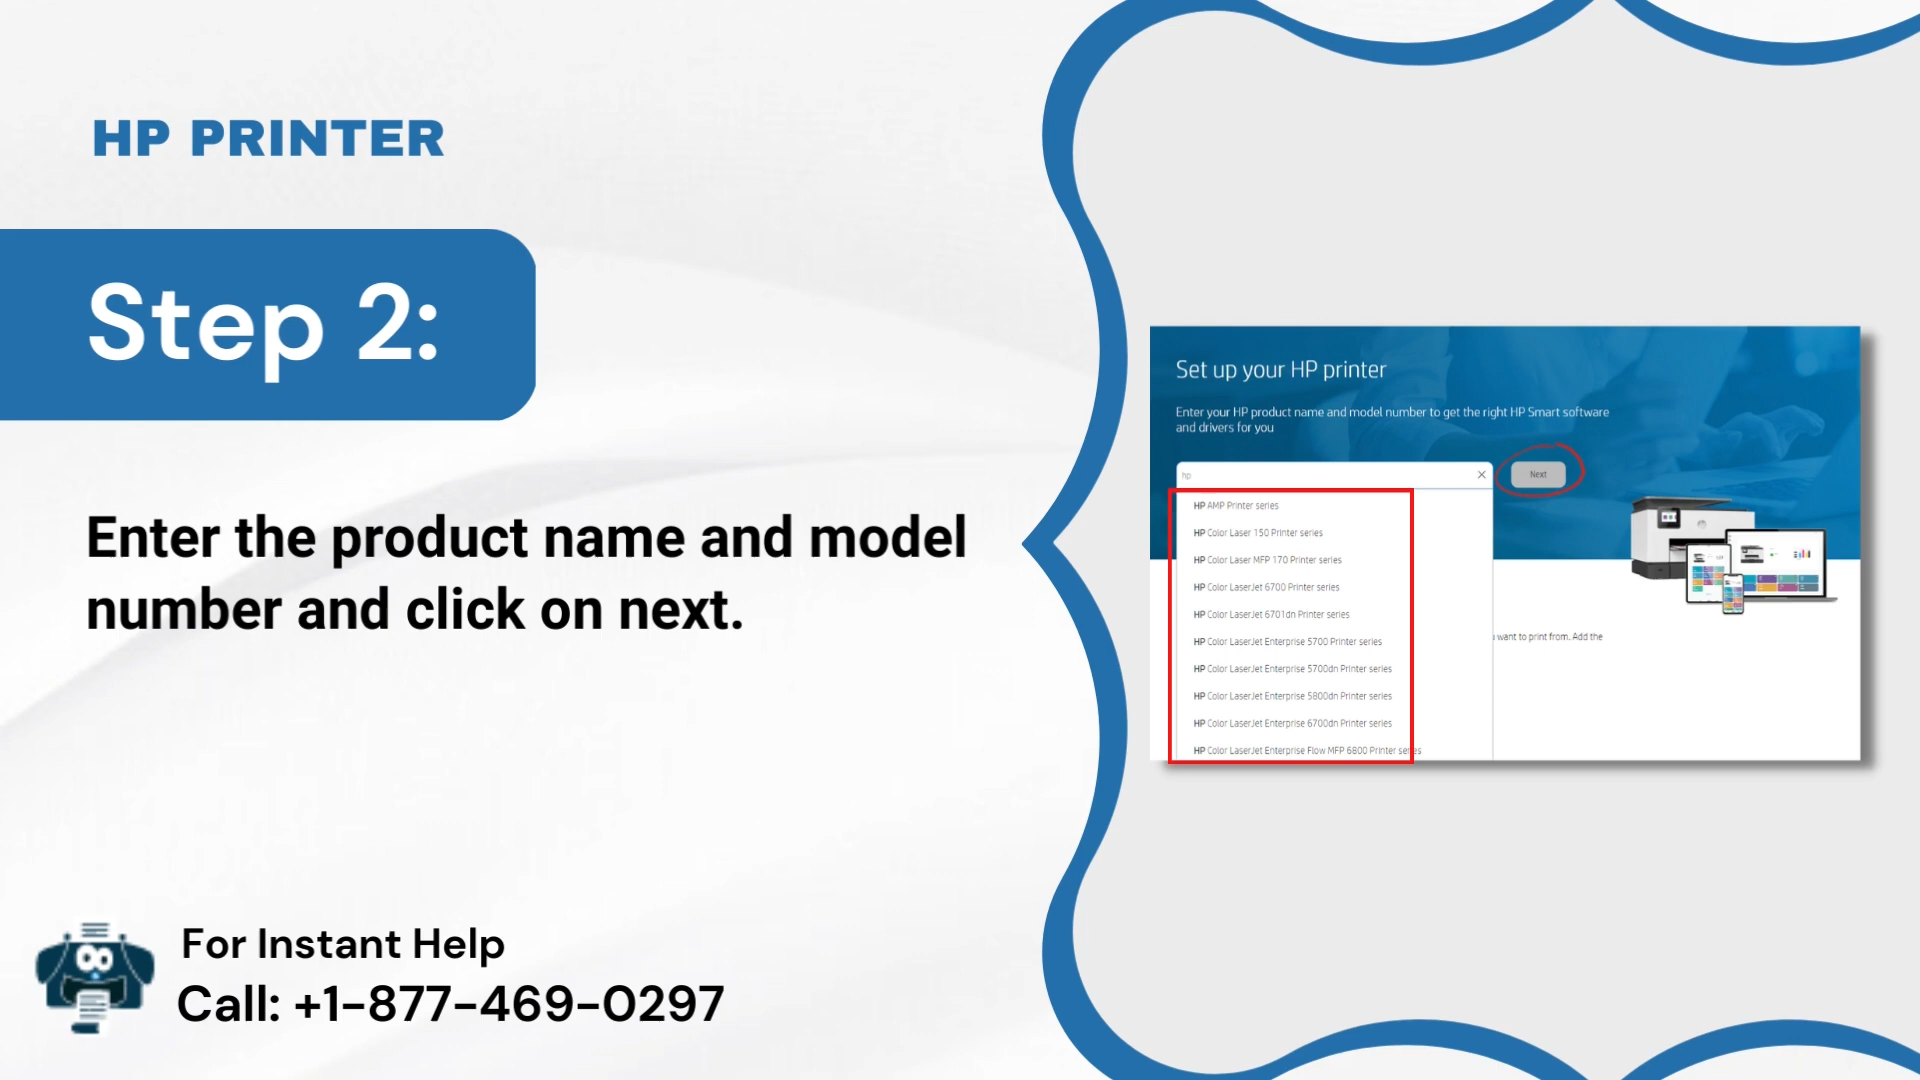 HP PRINTER
Step 2:
Enter the product name and model
number and click on next.
For Instant Help
Call: +1-877-469-0297
Set up your HP printer
Enter your HP product name and model number to get the right HP Smart software
and drivers for you
hp
Next
HP AMP Printer series
HP Color Laser 150 Printer series
HP Color Laser MFP 170 Printer series
HP Color LaserJet 6700 Printer series
HP Color LaserJet 6701dn Printer series
HP Color LaserJet Enterprise 5700 Printer series
HP Color LaserJet Enterprise 5700dn Printer series
HP Color LaserJet Enterprise 5800dn Printer series
HP Color LaserJet Enterprise 6700dn Printer series
HP Color LaserJet Enterprise Flow MFP 6800 Printer series
want to print from. Add the